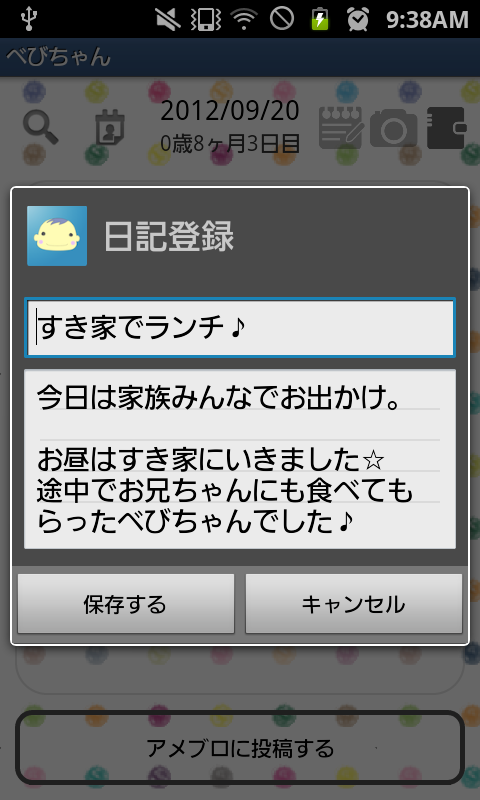 9:38AM
べびちゃん
2012/09/20
0歳8ヶ月3日目
日記登録
すき家でランチ♪
今日は家族みんなでお出かけ。
お昼はすき家にいきました☆
途中でお兄ちゃんにも食べても
らったべびちゃんでした♪
保存する
キャンセル
アメブロに投稿する